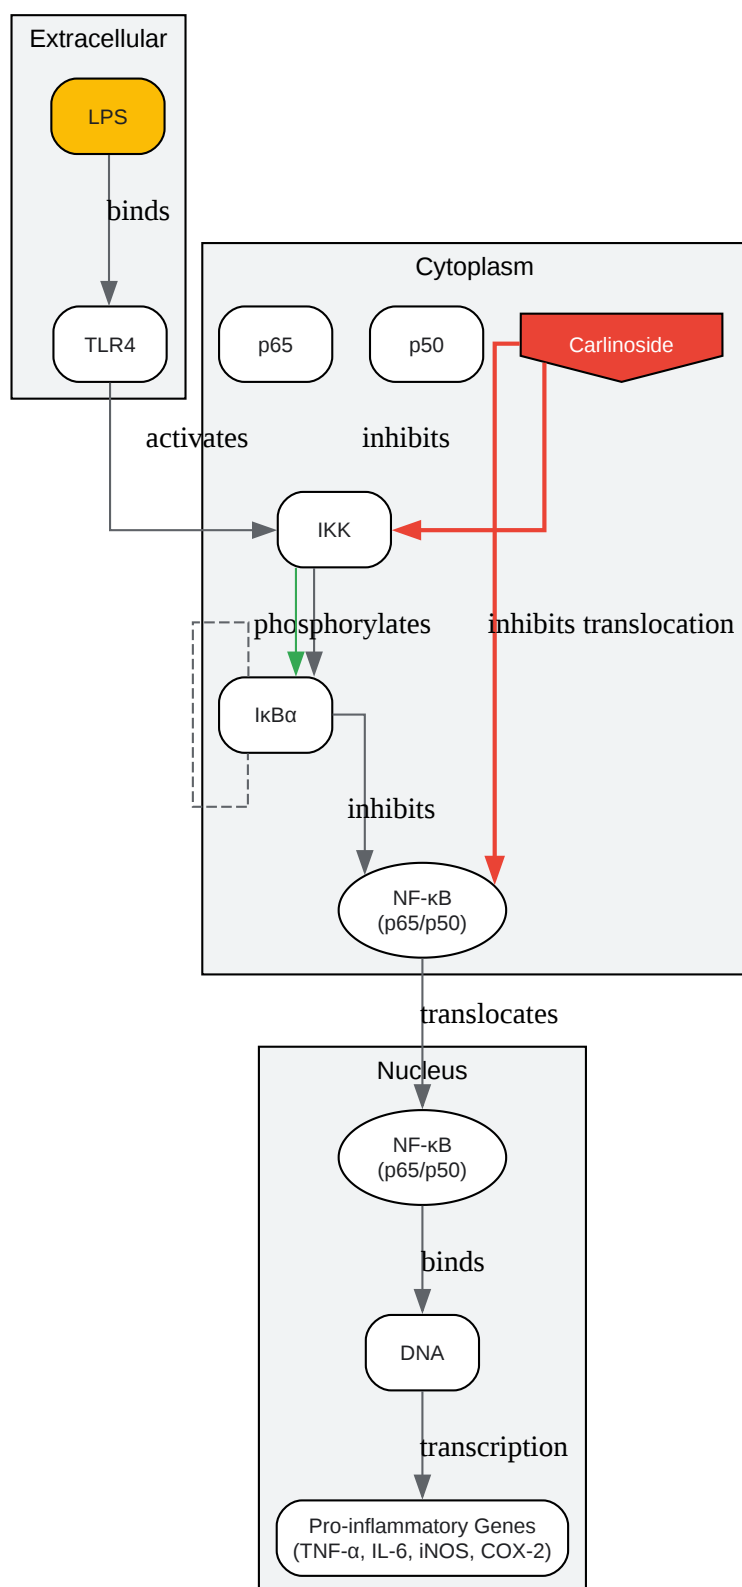 Extracellular
LPS
binds
Cytoplasm
TLR4
p65
p50
Carlinoside
activates
inhibits
IKK
phosphorylates
inhibits translocation
IκBα
inhibits
NF-κB
(p65/p50)
translocates
Nucleus
NF-κB
(p65/p50)
binds
DNA
transcription
Pro-inflammatory Genes
(TNF-α, IL-6, iNOS, COX-2)